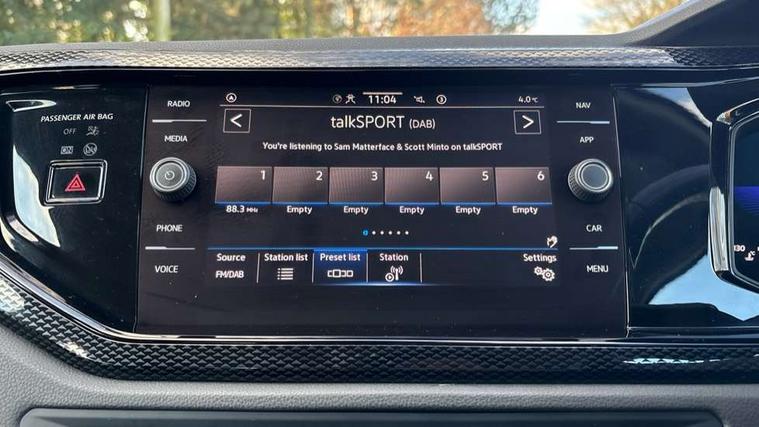 PASSENGER AIR BAG
OFF
RADIO
MEDIA
PHONE
VOICE
11:04
4.0°C
talkSPORT (DAB)
You're listening to Sam Matterface & Scott Minto on talkSPORT
1 2 3 4 5 6
88.3 MHz Empty Empty Empty Empty Empty
Source Station list Preset list Station Settings
FM/DAB
NAV
APP
CAR
MENU
130